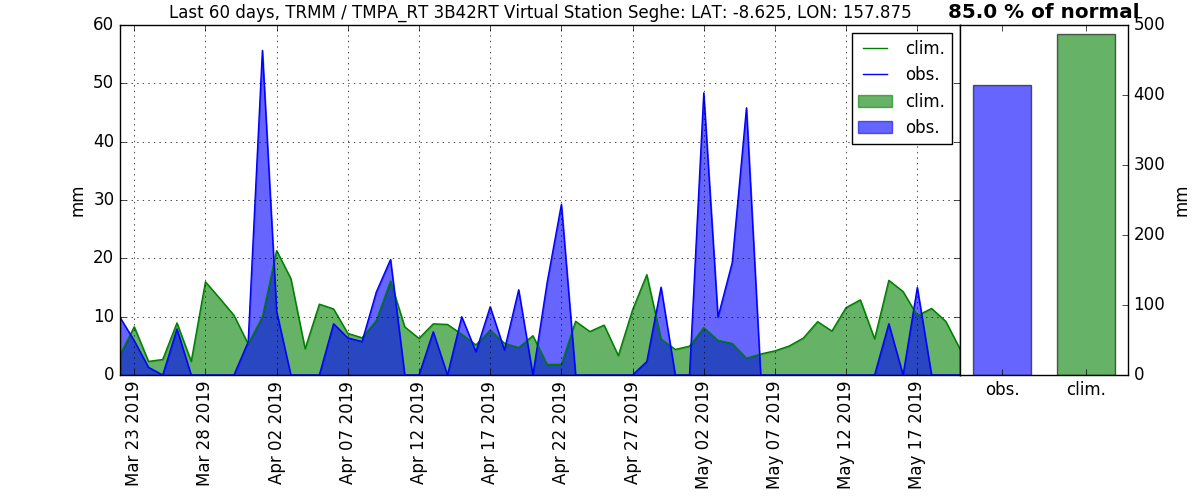 Last 60 days, TRMM / TMPA_RT 3B42RT Virtual Station Seghe: LAT: -8.625, LON: 157.875
85.0 % of normal
60
50
40
30
20
10
0
mm
clim.
obs.
clim.
obs.
Mar 23 2019
Mar 28 2019
Apr 02 2019
Apr 07 2019
Apr 12 2019
Apr 17 2019
Apr 22 2019
Apr 27 2019
May 02 2019
May 07 2019
May 12 2019
May 17 2019
500
400
300
200
100
0
mm
obs.
clim.